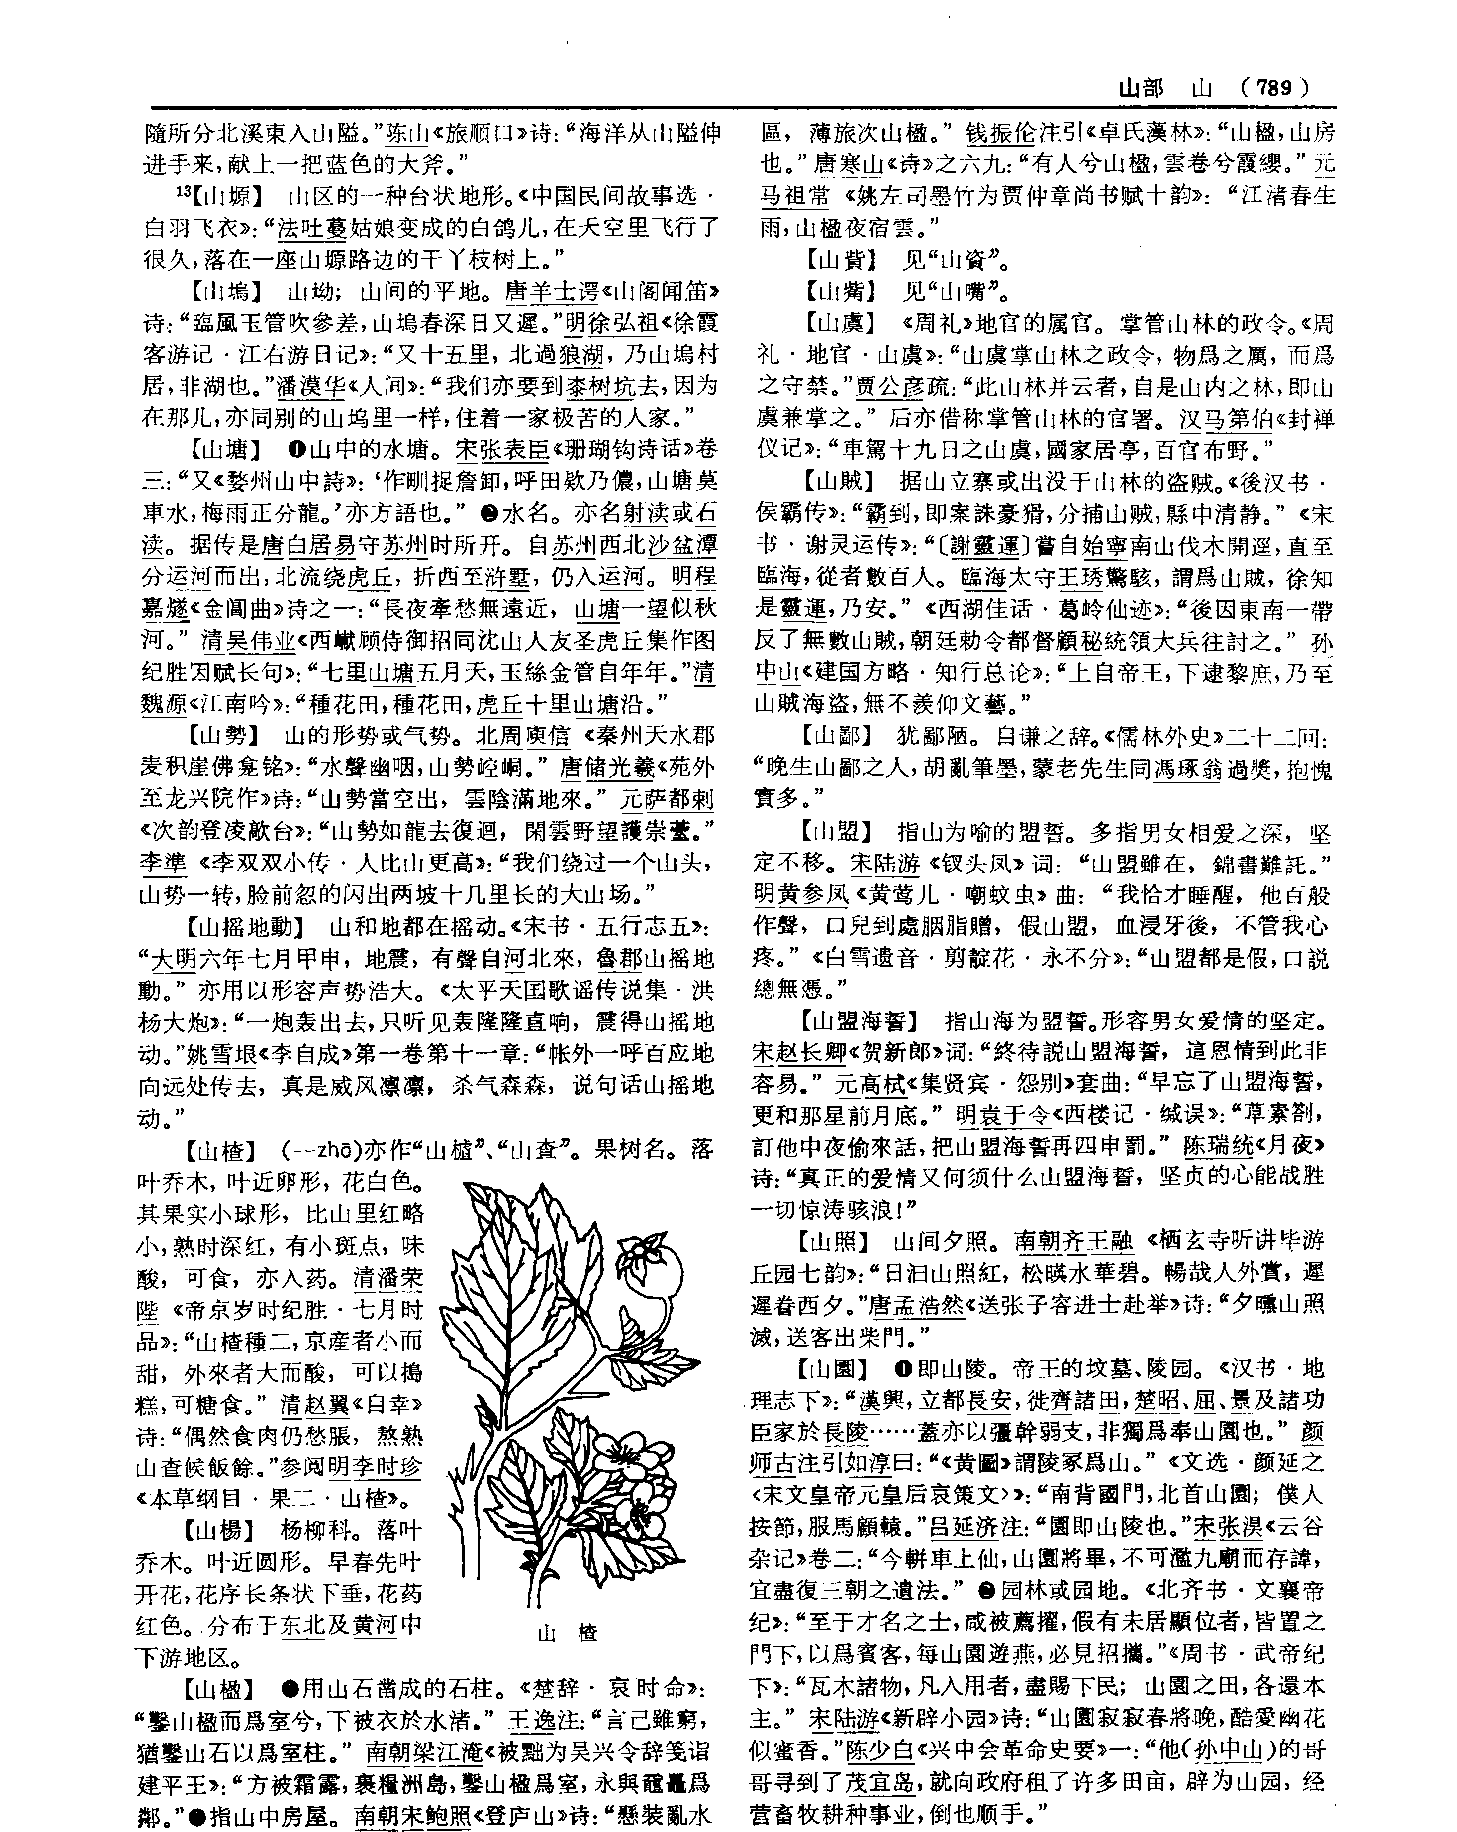 山部 山 （789）
隨所分北溪東入山隘。”陈山《旅顺口》诗：“海洋从山隘伸
进手来，献上一把蓝色的大斧。”
13【山塬】 山区的一种台状地形。《中国民间故事选·
白羽飞衣》：“法吐蔓姑娘变成的白鸽儿，在天空里飞行了
很久，落在一座山塬路边的干丫枝树上。”
【山塢】 山坳；山间的平地。唐羊士谔《山阁闻笛》
诗：“臨風玉管吹參差，山塢春深日又遲。”明徐弘祖《徐霞
客游记·江右游日记》：“又十五里，北過狼湖，乃山塢村
居，非湖也。”潘漠华《人间》：“我们亦要到泰树坑去，因为
在那儿，亦同别的山坞里一样，住着一家极苦的人家。”
【山塘】 ❶山中的水塘。宋张表臣《珊瑚钩诗话》卷
三：“又《婺州山中詩》：‘作甽捉詹卸，呼田欵乃儂，山塘莫
車水，梅雨正分龍。’亦方語也。” ❷水名。亦名射渎或石
渎。据传是唐白居易守苏州时所开。自苏州西北沙盆潭
分运河而出，北流绕虎丘，折西至浒墅，仍入运河。明程
嘉燧《金阊曲》诗之一：“長夜牽愁無遠近，山塘一望似秋
河。” 清吴伟业《西巘顾侍御招同沈山人友圣虎丘集作图
纪胜因赋长句》：“七里山塘五月天，玉絲金管自年年。”清
魏源《江南吟》：“種花田，種花田，虎丘十里山塘沿。”
【山勢】 山的形势或气势。北周庾信《秦州天水郡
麦积崖佛龛铭》：“水聲幽咽，山勢崆峒。” 唐储光羲《苑外
至龙兴院作》诗：“山勢當空出，雲陰滿地來。” 元萨都剌
《次韵登凌歊台》：“山勢如龍去復迴，閑雲野望護崇臺。”
李準《李双双小传·人比山更高》：“我们绕过一个山头，
山势一转，脸前忽的闪出两坡十几里长的大山场。”
【山摇地動】 山和地都在摇动。《宋书·五行志五》：
“大明六年七月甲申，地震，有聲自河北來，魯郡山摇地
動。” 亦用以形容声势浩大。《太平天国歌谣传说集·洪
杨大炮》：“一炮轰出去，只听见轰隆隆直响，震得山摇地
动。”姚雪垠《李自成》第一卷第十一章：“帐外一呼百应地
向远处传去，真是威风凛凛，杀气森森，说句话山摇地
动。”
【山楂】 （—zhā）亦作“山樝”、“山查”。果树名。落
叶乔木，叶近卵形，花白色。
其果实小球形，比山里红略
小，熟时深红，有小斑点，味
酸，可食，亦入药。清潘荣
陛《帝京岁时纪胜·七月时
品》：“山楂種二，京産者小而
甜，外來者大而酸，可以搗
糕，可糖食。” 清赵翼《自幸》
诗：“偶然食肉仍愁脹，熬熟
山查候飯餘。”参阅明李时珍
《本草纲目·果二·山楂》。
【山楊】 杨柳科。落叶
乔木。叶近圆形。早春先叶
开花，花序长条状下垂，花药
红色。分布于东北及黄河中
下游地区。
山 楂
【山楹】 ❶用山石凿成的石柱。《楚辞·哀时命》：
“鑿山楹而爲室兮，下被衣於水渚。” 王逸注：“言己雖窮，
猶鑿山石以爲室柱。” 南朝梁江淹《被黜为吴兴令辞笺诣
建平王》：“方被霜露，裹糧洲島，鑿山楹爲室，永與黿鼉爲
鄰。”❷指山中房屋。南朝宋鲍照《登庐山》诗：“懸裝亂水
區，薄旅次山楹。” 钱振伦注引《卓氏藻林》：“山楹，山房
也。”唐寒山《诗》之六九：“有人兮山楹，雲卷兮霞纓。”元
马祖常《姚左司墨竹为贾仲章尚书赋十韵》：“江渚春生
雨，山楹夜宿雲。”
【山貲】 见“山資”。
【山觜】 见“山嘴”。
【山虞】 《周礼》地官的属官。掌管山林的政令。《周
礼·地官·山虞》：“山虞掌山林之政令，物爲之厲，而爲
之守禁。”贾公彦疏：“此山林并云者，自是山内之林，即山
虞兼掌之。” 后亦借称掌管山林的官署。汉马第伯《封禅
仪记》：“車駕十九日之山虞，國家居亭，百官布野。”
【山賊】 据山立寨或出没于山林的盗贼。《後汉书·
侯霸传》：“霸到，即案誅豪猾，分捕山贼，縣中清静。” 《宋
书·谢灵运传》：“〔謝靈運〕嘗自始寧南山伐木開逕，直至
臨海，從者數百人。臨海太守王琇驚駭，謂爲山賊，徐知
是靈運，乃安。” 《西湖佳话·葛岭仙迹》：“後因東南一帶
反了無數山賊，朝廷勅令都督顧秘统領大兵往討之。” 孙
中山《建国方略·知行总论》：“上自帝王，下逮黎庶，乃至
山賊海盜，無不羨仰文藝。”
【山鄙】 犹鄙陋。自谦之辞。《儒林外史》二十二回：
“晚生山鄙之人，胡亂筆墨，蒙老先生同馮琢翁過獎，抱愧
實多。”
【山盟】 指山为喻的盟誓。多指男女相爱之深，坚
定不移。宋陆游《钗头凤》词：“山盟雖在，錦書難託。”
明黄参凤《黄莺儿·嘲蚊虫》曲：“我恰才睡醒，他百般
作聲，口兒到處胭脂贈，假山盟，血浸牙後，不管我心
疼。” 《白雪遗音·剪靛花·永不分》：“山盟都是假，口説
總無憑。”
【山盟海誓】 指山海为盟誓。形容男女爱情的坚定。
宋赵长卿《贺新郎》词：“終待説山盟海誓，這恩情到此非
容易。” 元高栻《集贤宾·怨别》套曲：“早忘了山盟海誓，
更和那星前月底。” 明袁于令《西楼记·缄误》：“草素劄，
訂他中夜偷來話，把山盟海誓再四申罰。” 陈瑞统《月夜》
诗：“真正的爱情又何须什么山盟海誓，坚贞的心能战胜
一切惊涛骇浪！”
【山照】 山间夕照。南朝齐王融《栖玄寺听讲毕游
丘园七韵》：“日汨山照紅，松暎水華碧。暢哉人外賞，遲
遲眷西夕。”唐孟浩然《送张子容进士赴举》诗：“夕曛山照
滅，送客出柴門。”
【山園】 ❶即山陵。帝王的坟墓、陵园。《汉书·地
理志下》：“漢興，立都長安，徙齊諸田，楚昭、屈、景及諸功
臣家於長陵……蓋亦以彊幹弱支，非獨爲奉山園也。” 颜
师古注引如淳曰：“《黄圖》謂陵冢爲山。” 《文选·颜延之
〈宋文皇帝元皇后哀策文〉》：“南背國門，北首山園；僕人
按節，服馬顧轅。”吕延济注：“園即山陵也。”宋张淏《云谷
杂记》卷二：“今輧車上仙，山園將畢，不可濫九廟而存諱，
宜盡復三朝之遺法。” ❷园林或园地。《北齐书·文襄帝
纪》：“至于才名之士，咸被薦擢，假有未居顯位者，皆置之
門下，以爲賓客，每山園遊燕，必見招攜。”《周书·武帝纪
下》：“瓦木諸物，凡入用者，盡賜下民；山園之田，各還本
主。” 宋陆游《新辟小园》诗：“山園寂寂春將晚，酷愛幽花
似蜜香。”陈少白《兴中会革命史要》一：“他（孙中山）的哥
哥寻到了茂宜岛，就向政府租了许多田亩，辟为山园，经
营畜牧耕种事业，倒也顺手。”